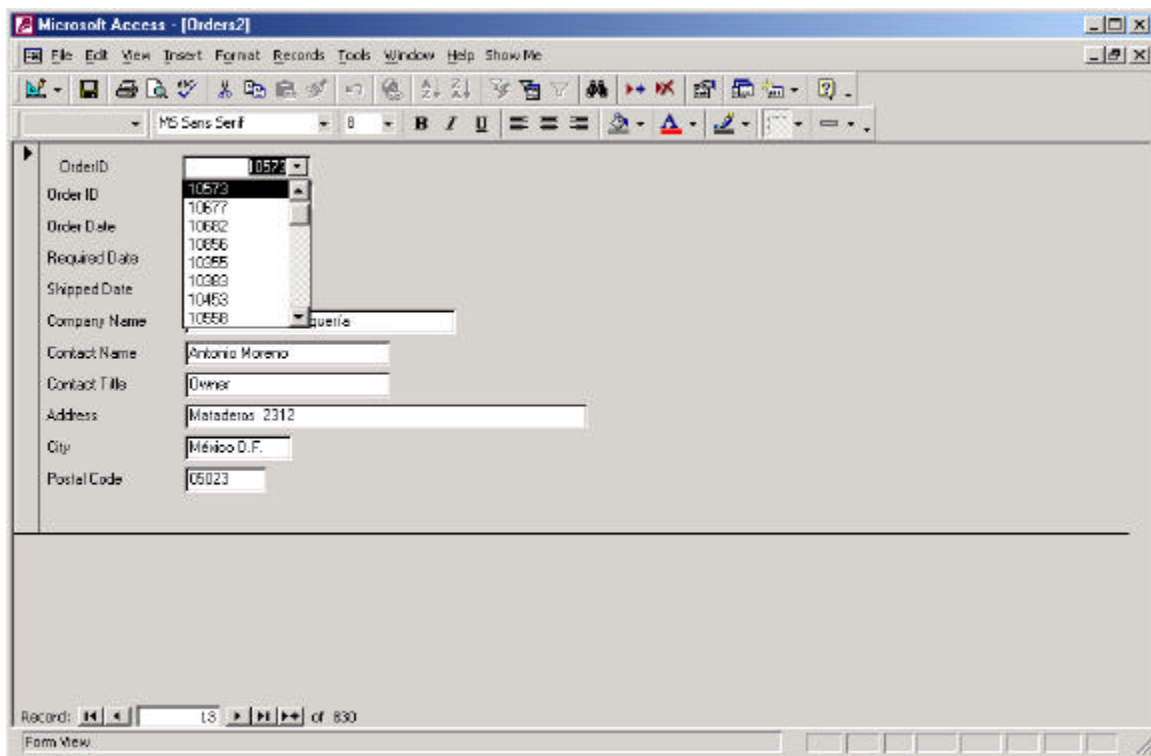 Microsoft Access - [Orders2]
File Edit View Insert Format Records Tools Window Help Show Me
MS Sans Serif 8 B I U
OrderID 10573
10573
Order ID
10677
Order Date 10682
10856
Required Date 10355
10383
Shipped Date
10453
Company Name 10558 quería
Contact Name Antonio Moreno
Contact Title Owner
Address Mataderos 2312
City México D.F.
Postal Code 05023
Record: 13 of 830
Form View